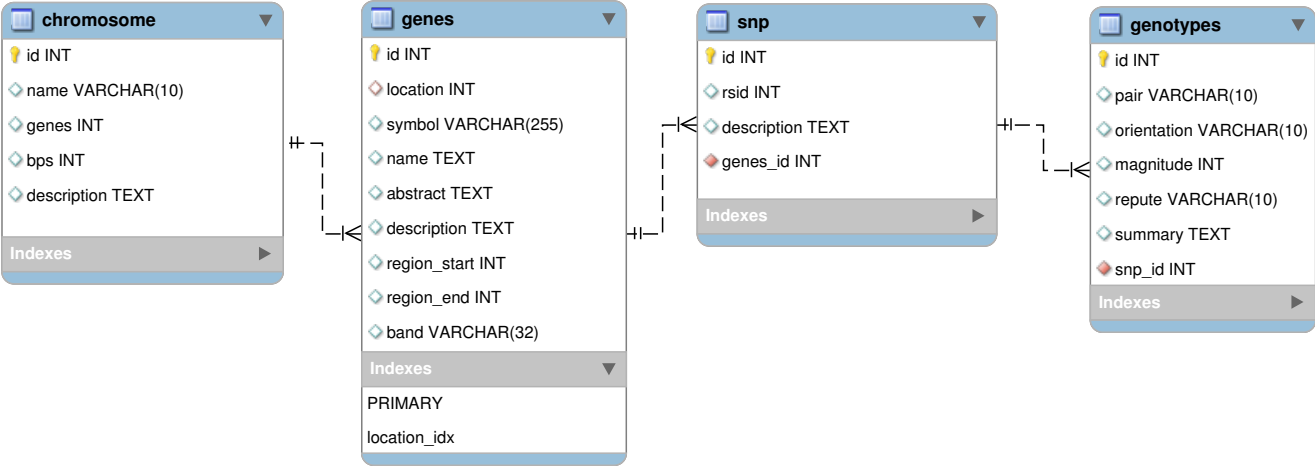 chromosome
id INT
name VARCHAR(10)
genes INT
bps INT
description TEXT
Indexes
genes
id INT
location INT
symbol VARCHAR(255)
name TEXT
abstract TEXT
description TEXT
region_start INT
region_end INT
band VARCHAR(32)
Indexes
PRIMARY
location_idx
snp
id INT
rsid INT
description TEXT
genes_id INT
Indexes
genotypes
id INT
pair VARCHAR(10)
orientation VARCHAR(10)
magnitude INT
repute VARCHAR(10)
summary TEXT
snp_id INT
Indexes